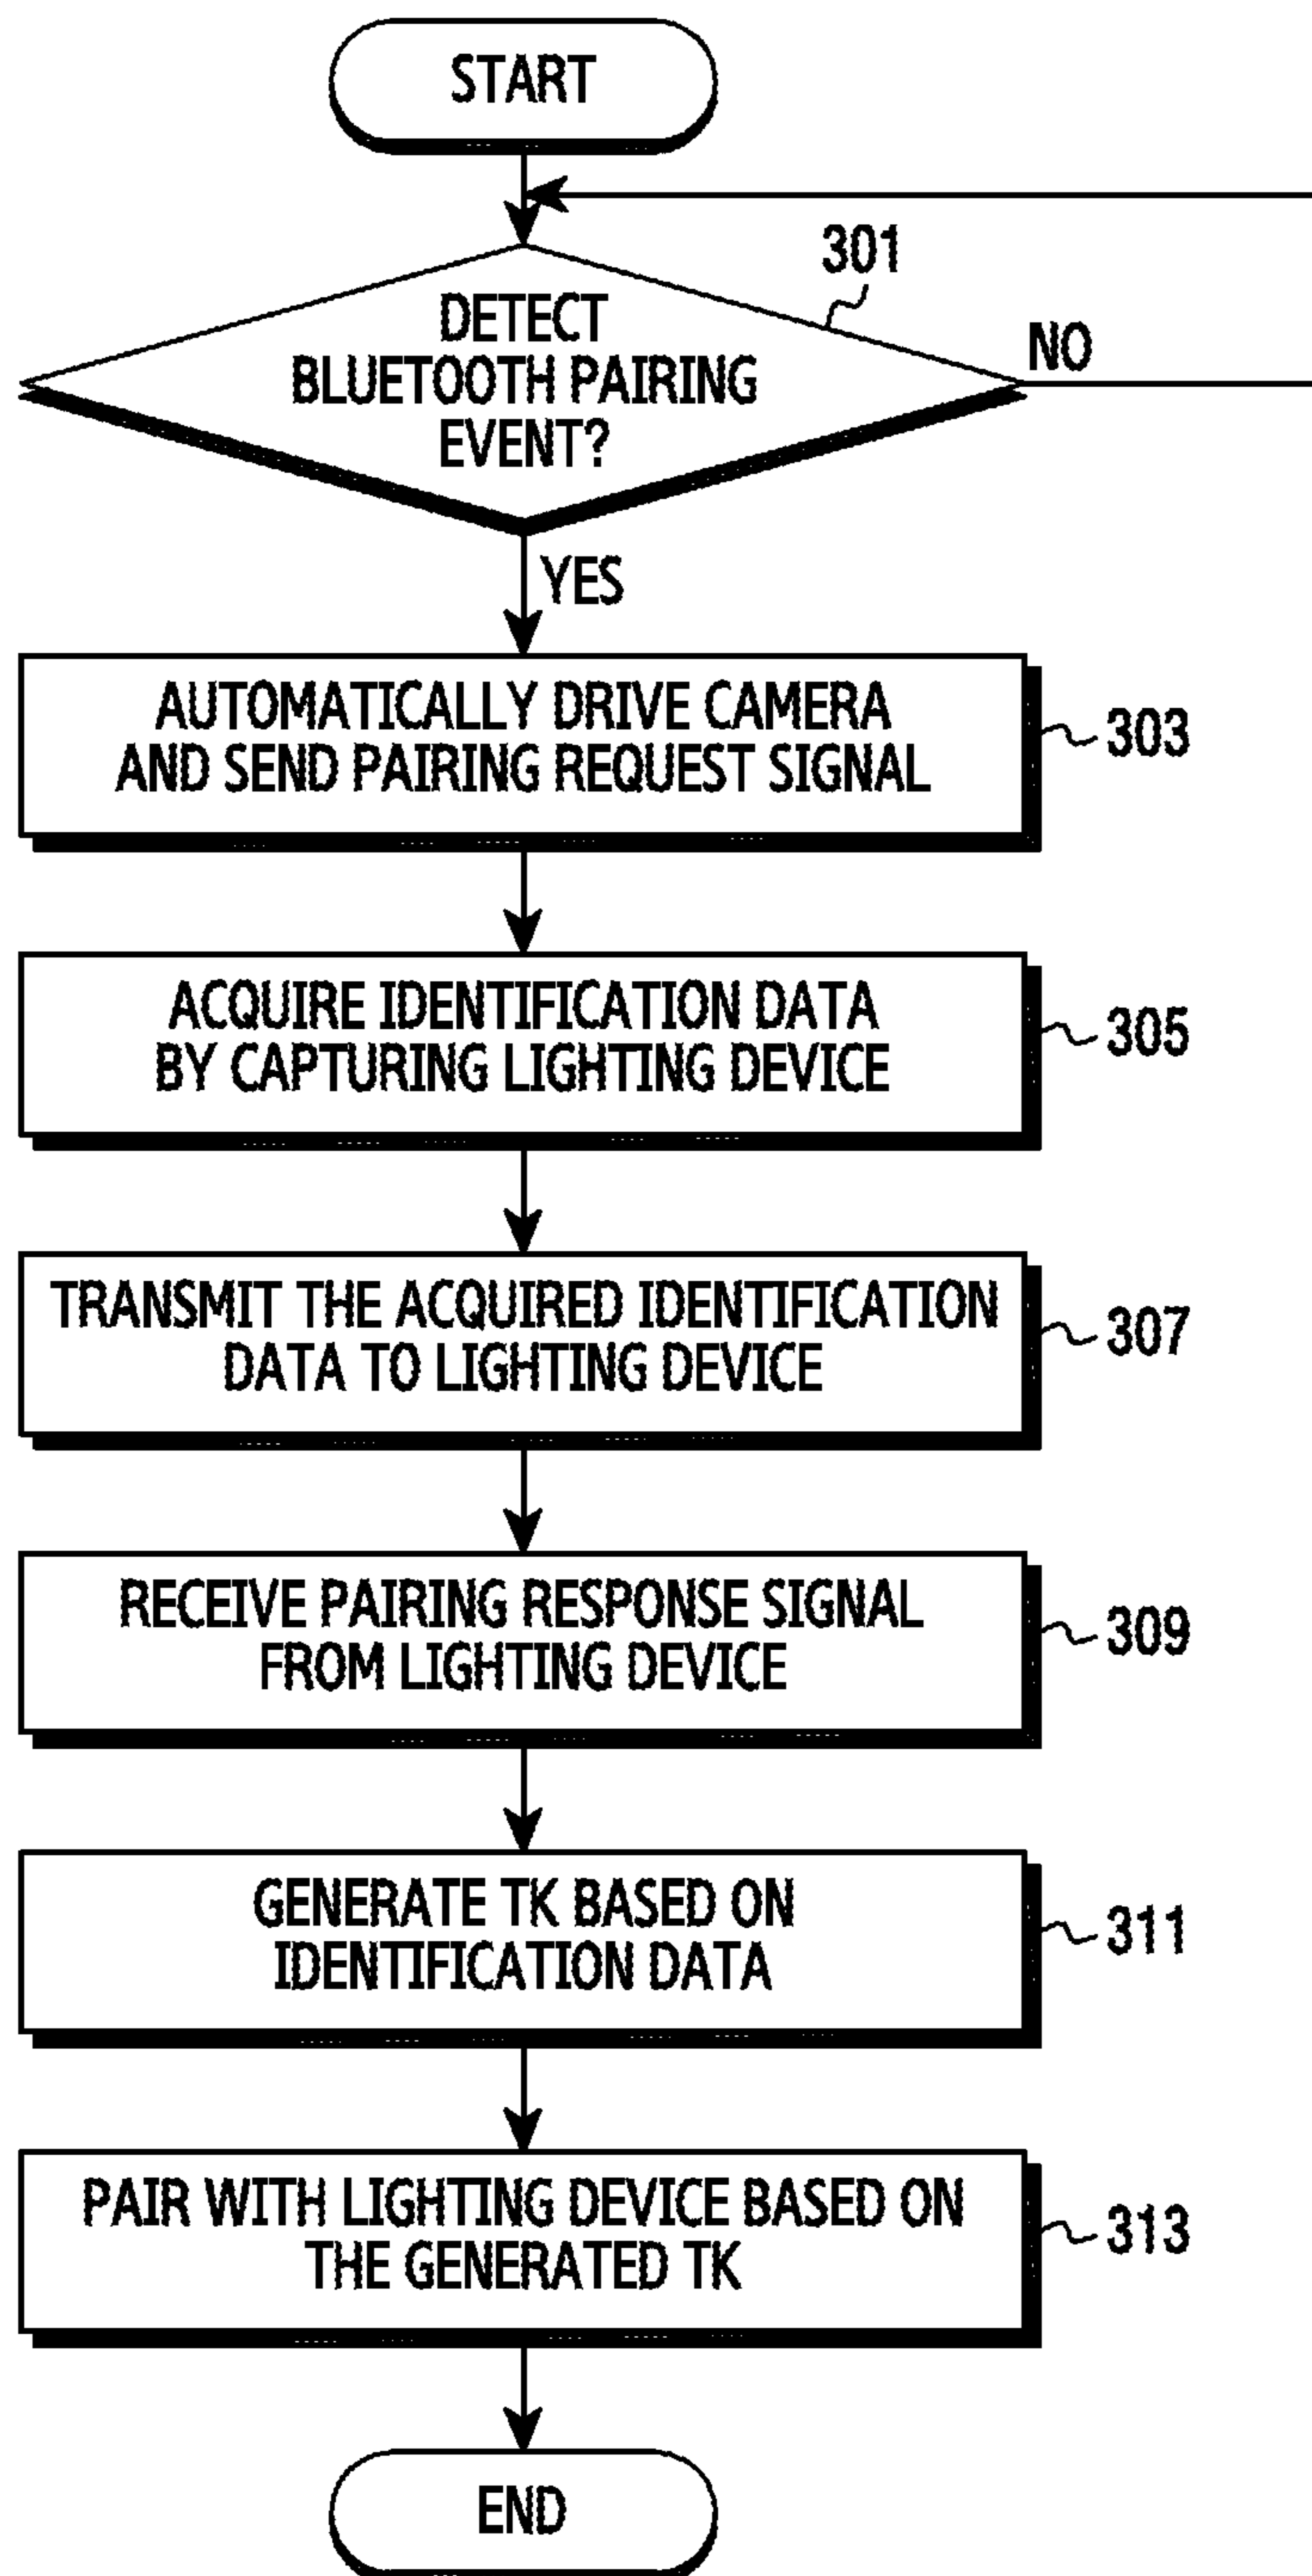 START
301
DETECT
BLUETOOTH PAIRING
EVENT?
NO
YES
AUTOMATICALLY DRIVE CAMERA
AND SEND PAIRING REQUEST SIGNAL
303
ACQUIRE IDENTIFICATION DATA
BY CAPTURING LIGHTING DEVICE
305
TRANSMIT THE ACQUIRED IDENTIFICATION
DATA TO LIGHTING DEVICE
307
RECEIVE PAIRING RESPONSE SIGNAL
FROM LIGHTING DEVICE
309
GENERATE TK BASED ON
IDENTIFICATION DATA
311
PAIR WITH LIGHTING DEVICE BASED ON
THE GENERATED TK
313
END